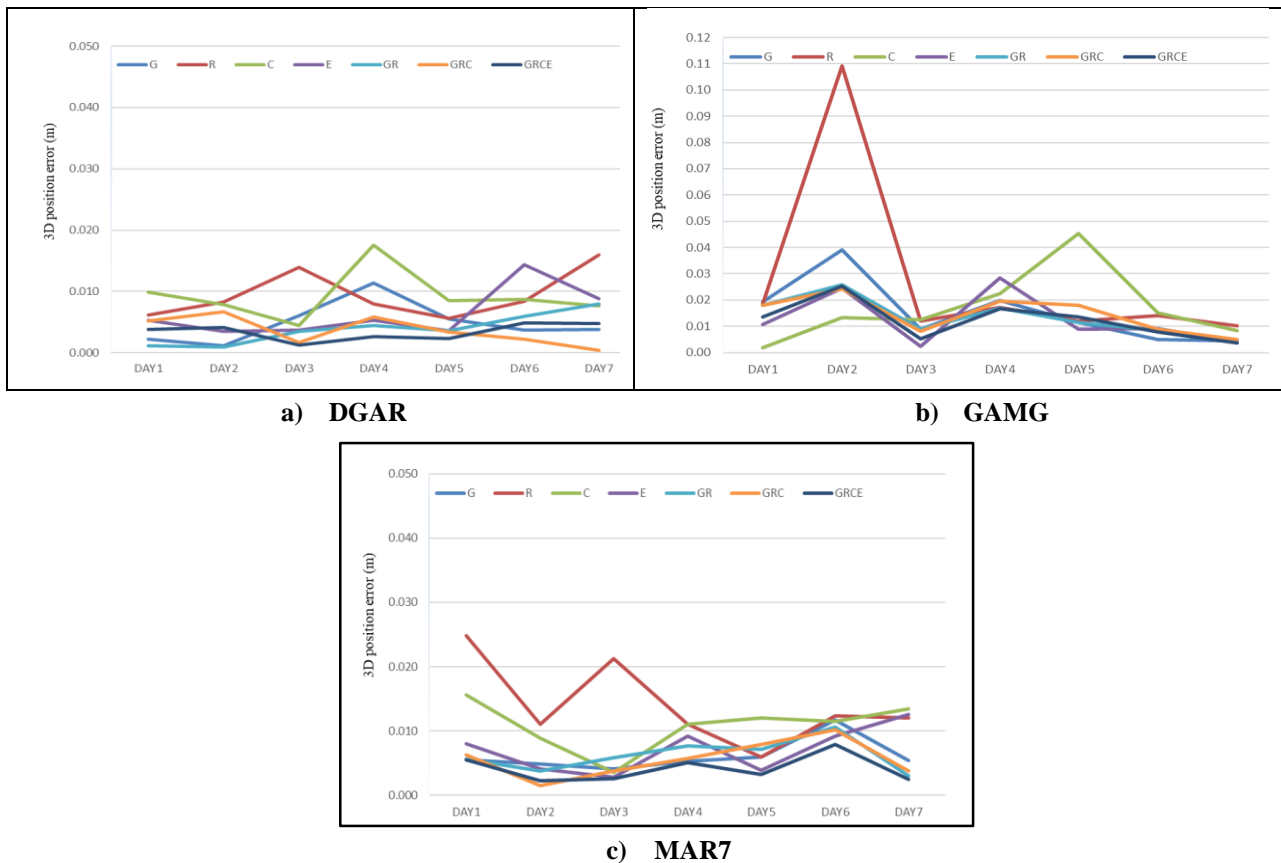 0.050
0.040
0.030
0.020
0.010
0.000
3D position error (m)
G R C E GR GRC GRCE
DAY1 DAY2 DAY3 DAY4 DAY5 DAY6 DAY7
a) DGAR
0.12
0.11
0.10
0.09
0.08
0.07
0.06
0.05
0.04
0.03
0.02
0.01
0.00
3D position error (m)
G R C E GR GRC GRCE
DAY1 DAY2 DAY3 DAY4 DAY5 DAY6 DAY7
b) GAMG
0.050
0.040
0.030
0.020
0.010
0.000
3D position error (m)
G R C E GR GRC GRCE
DAY1 DAY2 DAY3 DAY4 DAY5 DAY6 DAY7
c) MAR7